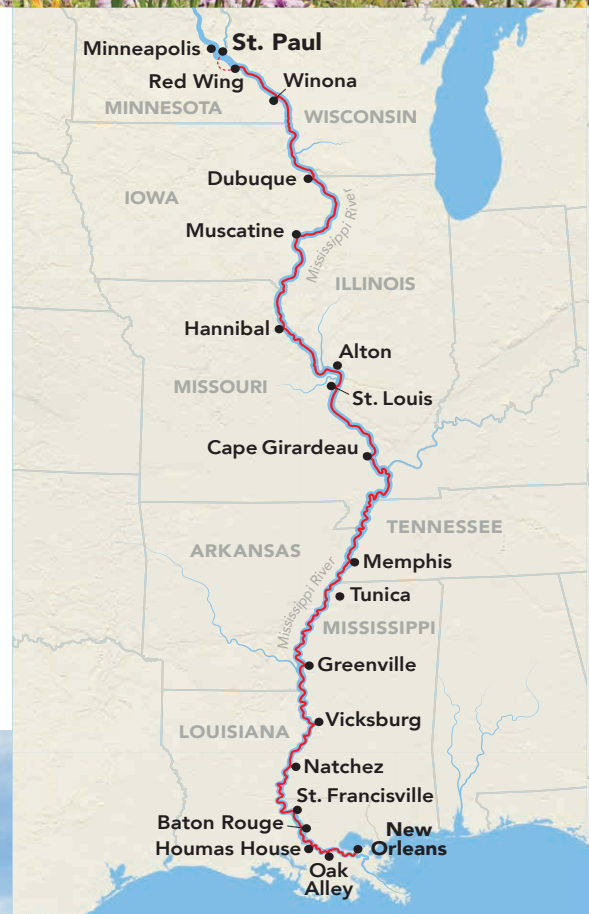 Minneapolis
St. Paul
Red Wing
Winona
MINNESOTA
WISCONSIN
Dubuque
IOWA
Mississippi River
Muscatine
ILLINOIS
Hannibal
Alton
MISSOURI
St. Louis
Cape Girardeau
TENNESSEE
ARKANSAS
Memphis
Mississippi River
Tunica
MISSISSIPPI
Greenville
LOUISIANA
Vicksburg
Natchez
St. Francisville
Baton Rouge
New
Orleans
Houmas House
Oak
Alley